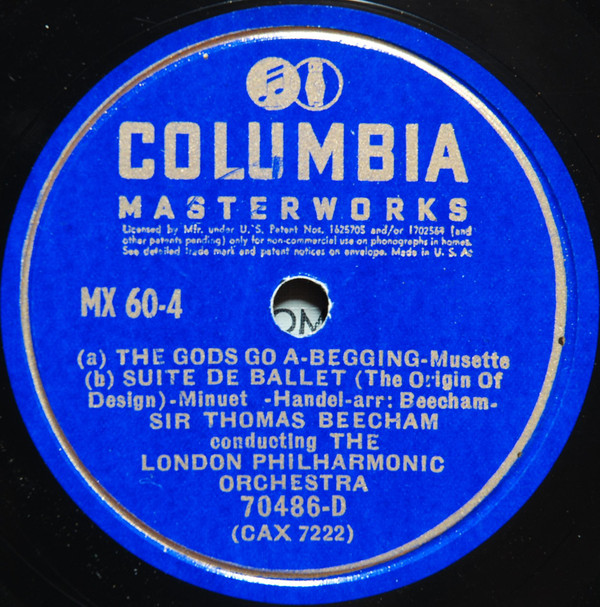 COLUMBIA
MASTERWORKS
Licensed by Mfr. under U. S. Patent Nos. 1625705 and/or 1702564 (and
other patents pending) only for non-commercial use on phonographs in homes.
See detailed trade mark and patent notices on envelope. Made in U. S. A.
MX 60-4
OM
(a) THE GODS GO A-BEGGING-Musette
(b) SUITE DE BALLET (The Origin Of
Design)-Minuet -Handel-arr: Beecham-
SIR THOMAS BEECHAM
conducting THE
LONDON PHILHARMONIC
ORCHESTRA
70486-D
(CAX 7222)